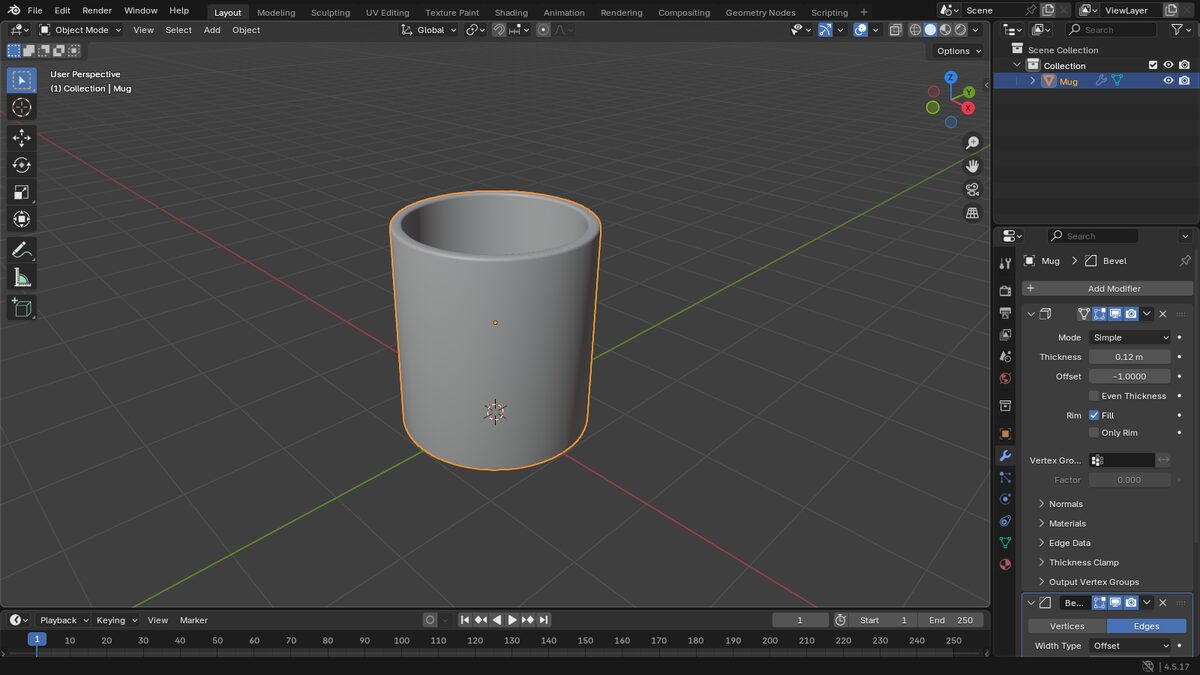 File Edit Render Window Help Layout Modeling Sculpting UV Editing Texture Paint Shading Animation Rendering Compositing Geometry Nodes Scripting + Scene ViewLayer
Object Mode View Select Add Object Global Search
Options
User Perspective
(1) Collection | Mug
Z
Y
X
Scene Collection
Collection
Mug
Search
Mug > Bevel
+ Add Modifier
Mode Simple
Thickness 0.12 m
Offset -1.0000
Even Thickness
Rim Fill
Only Rim
Vertex Gro...
Factor 0.000
Normals
Materials
Edge Data
Thickness Clamp
Output Vertex Groups
Be...
Vertices Edges
Width Type Offset
Playback Keying View Marker 1 Start 1 End 250
1 10 20 30 40 50 60 70 80 90 100 110 120 130 140 150 160 170 180 190 200 210 220 230 240 250
4.5.17